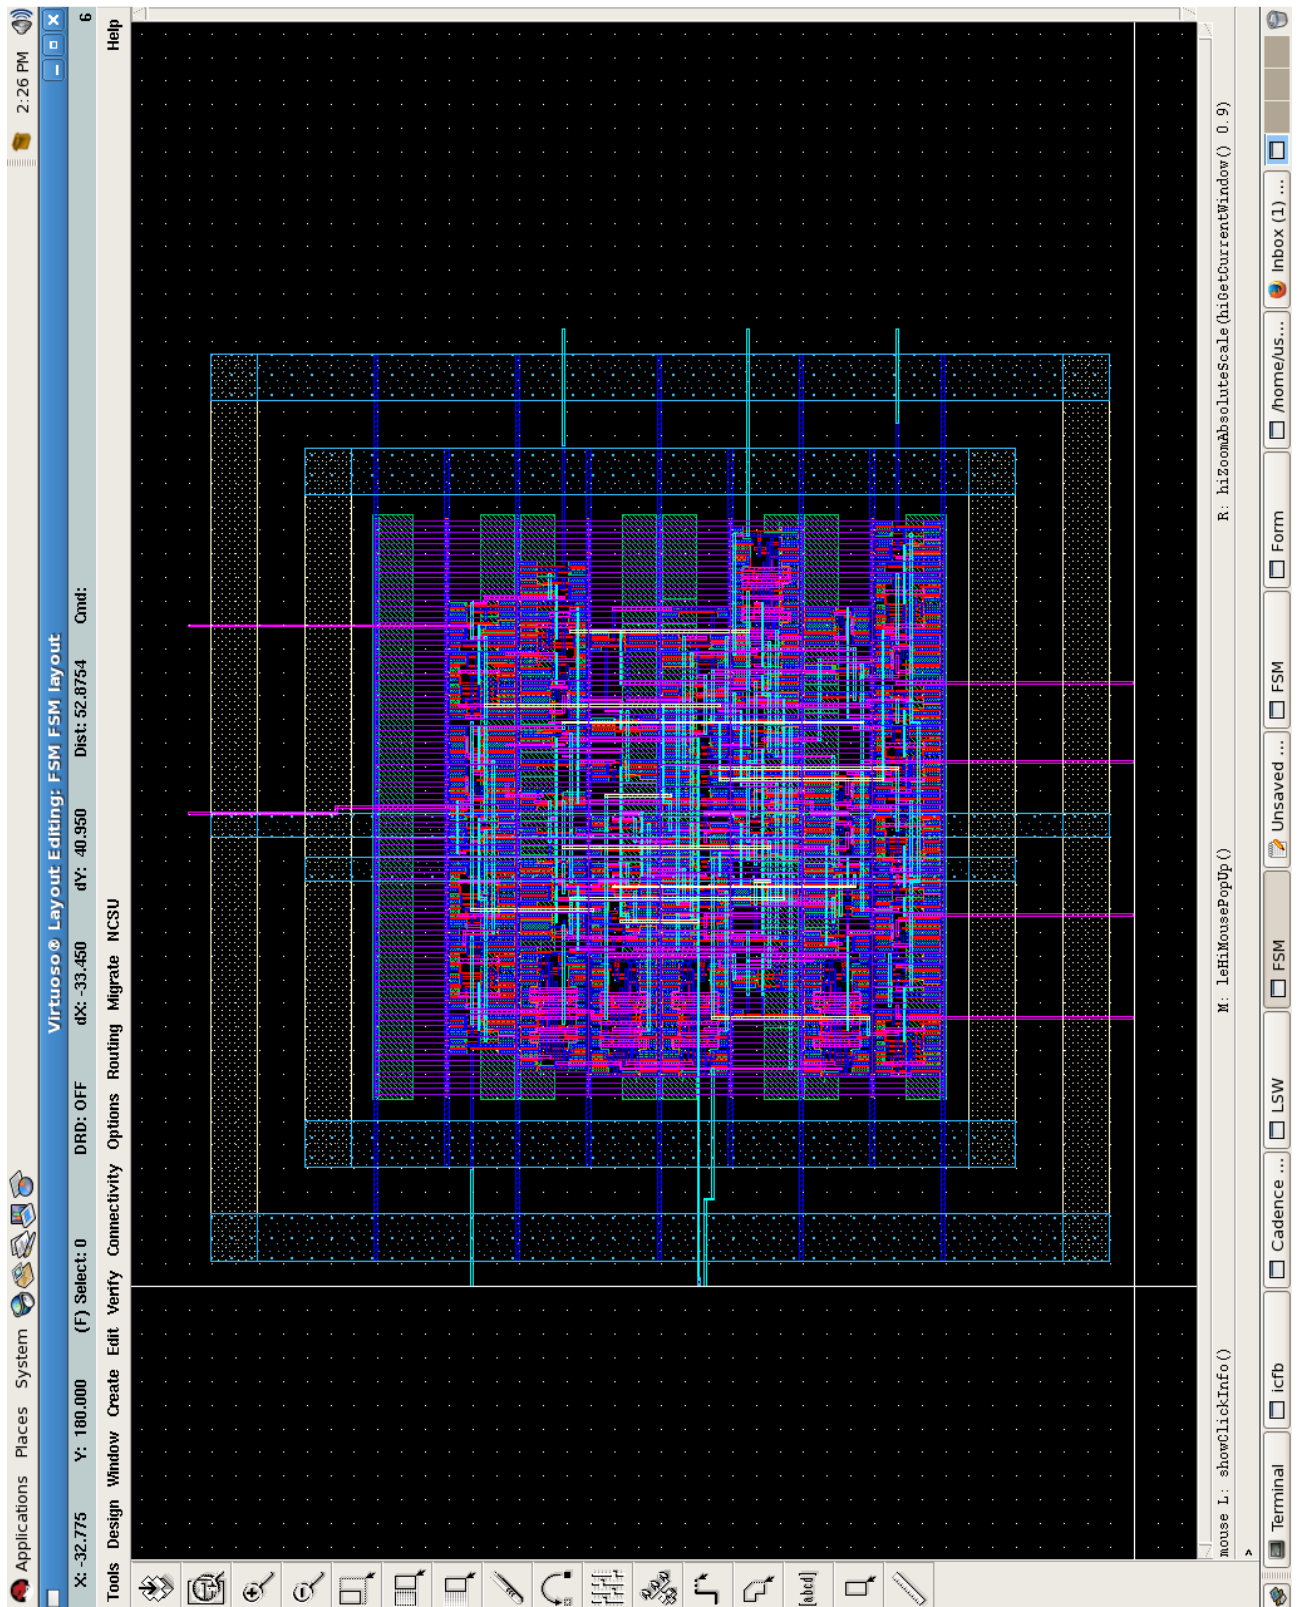 Applications Places System 2:26 PM
Virtuoso® Layout Editing: FSM FSM layout
X: -32.775 Y: 180.000 (F) Select: 0 DRD: OFF dX: -33.450 dY: 40.950 Dist: 52.8754 Cmd: 6
Tools Design Window Create Edit Verify Connectivity Options Routing Migrate NCSU Help
[abcd]
mouse L: showClickInfo() M: leHiMousePopUp() R: hiZoomAbsoluteScale(hiGetCurrentWindow() 0.9)
>
Terminal icfb Cadence ... LSW FSM Unsaved ... FSM Form /home/us... Inbox (1) ...